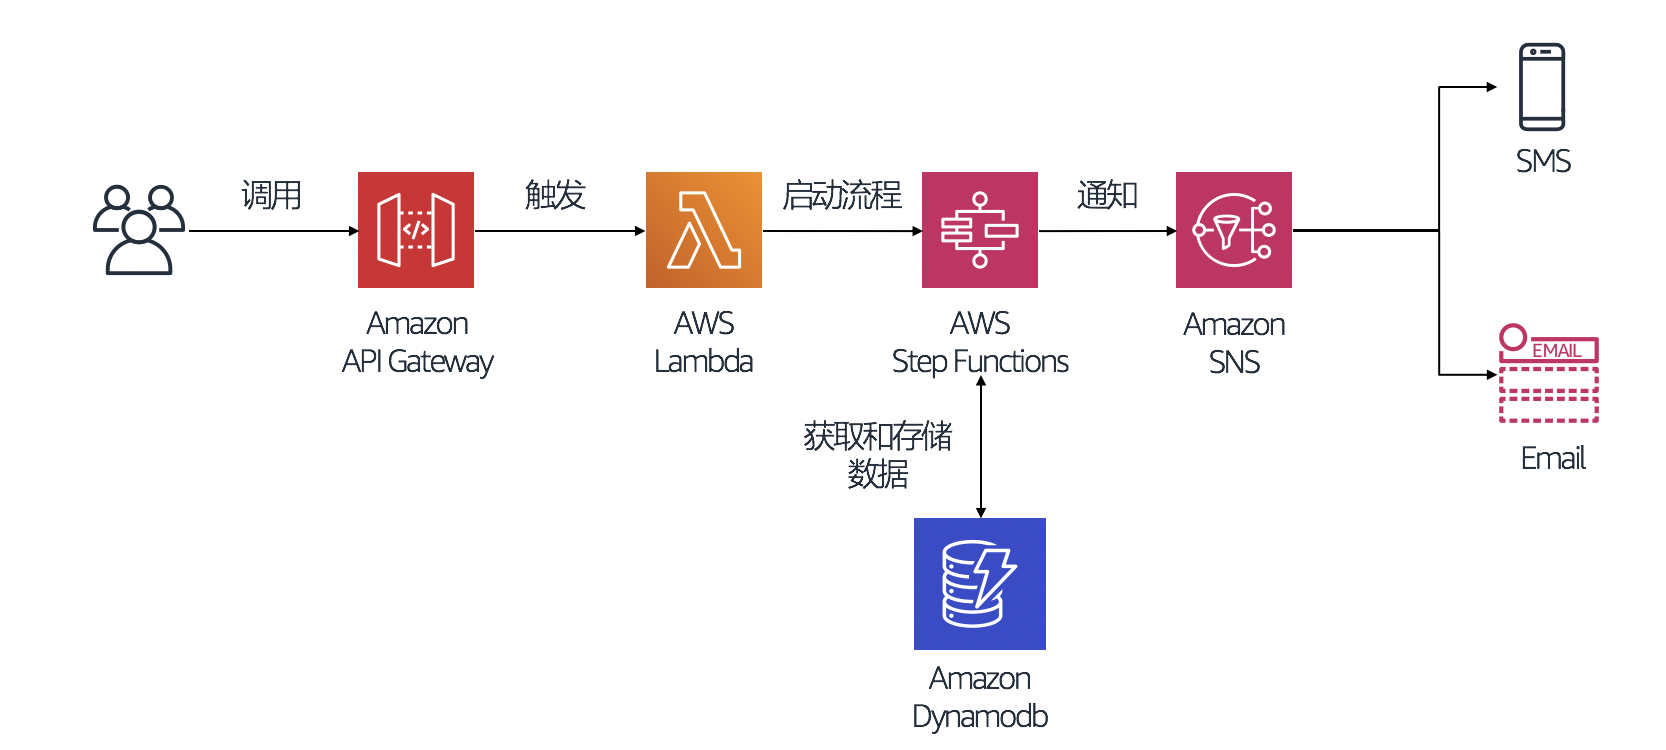 调用
触发
启动流程
通知
SMS
Amazon
API Gateway
AWS
Lambda
AWS
Step Functions
Amazon
SNS
EMAIL
Email
获取和存储
数据
Amazon
Dynamodb